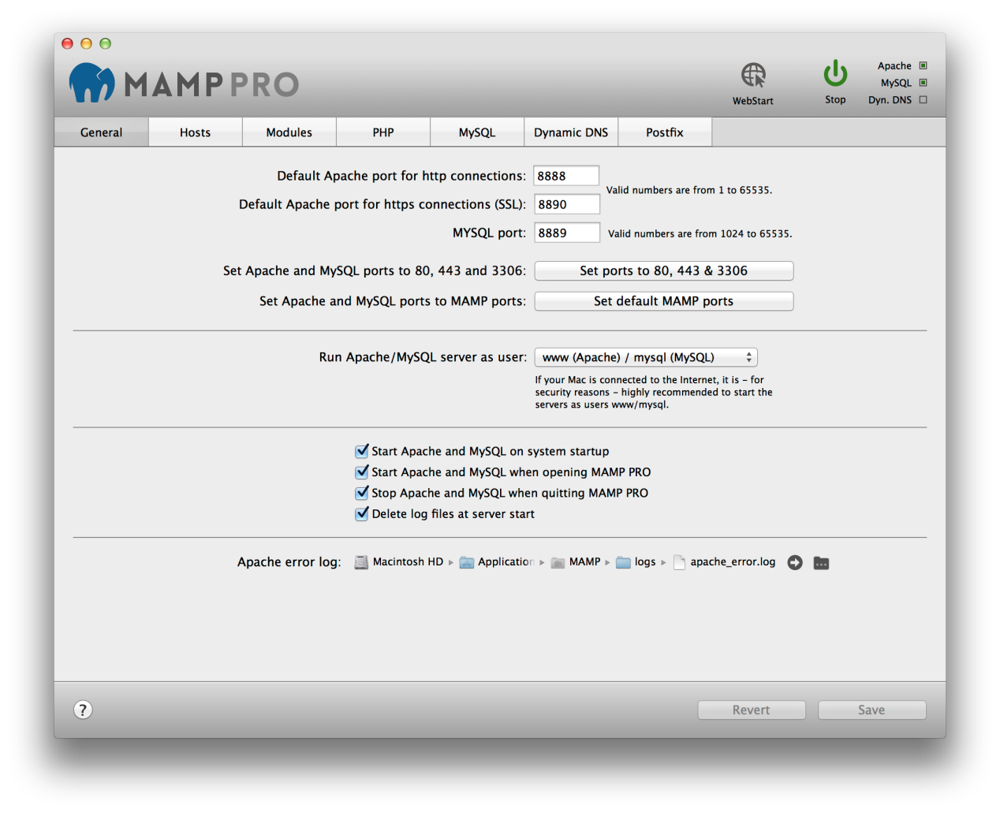 MAMP PRO
WebStart
Stop
Apache
MySQL
Dyn. DNS
General
Hosts
Modules
PHP
MySQL
Dynamic DNS
Postfix
Default Apache port for http connections: 8888
Valid numbers are from 1 to 65535.
Default Apache port for https connections (SSL): 8890
MYSQL port: 8889 Valid numbers are from 1024 to 65535.
Set Apache and MySQL ports to 80, 443 and 3306: Set ports to 80, 443 & 3306
Set Apache and MySQL ports to MAMP ports: Set default MAMP ports
Run Apache/MySQL server as user: www (Apache) / mysql (MySQL)
If your Mac is connected to the Internet, it is – for
security reasons – highly recommended to start the
servers as users www/mysql.
Start Apache and MySQL on system startup
Start Apache and MySQL when opening MAMP PRO
Stop Apache and MySQL when quitting MAMP PRO
Delete log files at server start
Apache error log: Macintosh HD ▸ Application ▸ MAMP ▸ logs ▸ apache_error.log
?
Revert
Save